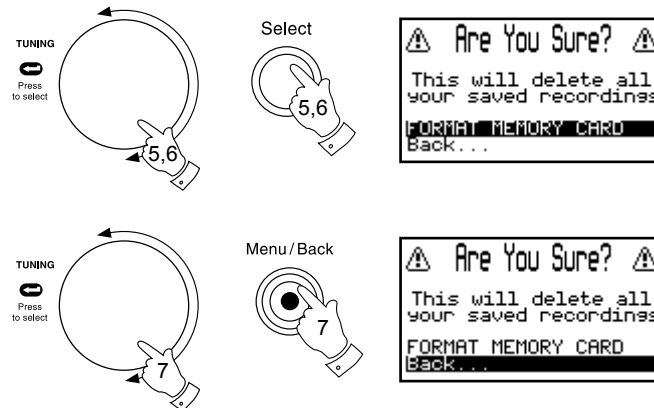 TUNING
Press
to select
5,6
Select
5,6
Are You Sure?
This will delete all
your saved recordings
FORMAT MEMORY CARD
Back...
TUNING
Press
to select
7
Menu/Back
7
Are You Sure?
This will delete all
your saved recordings
FORMAT MEMORY CARD
Back...